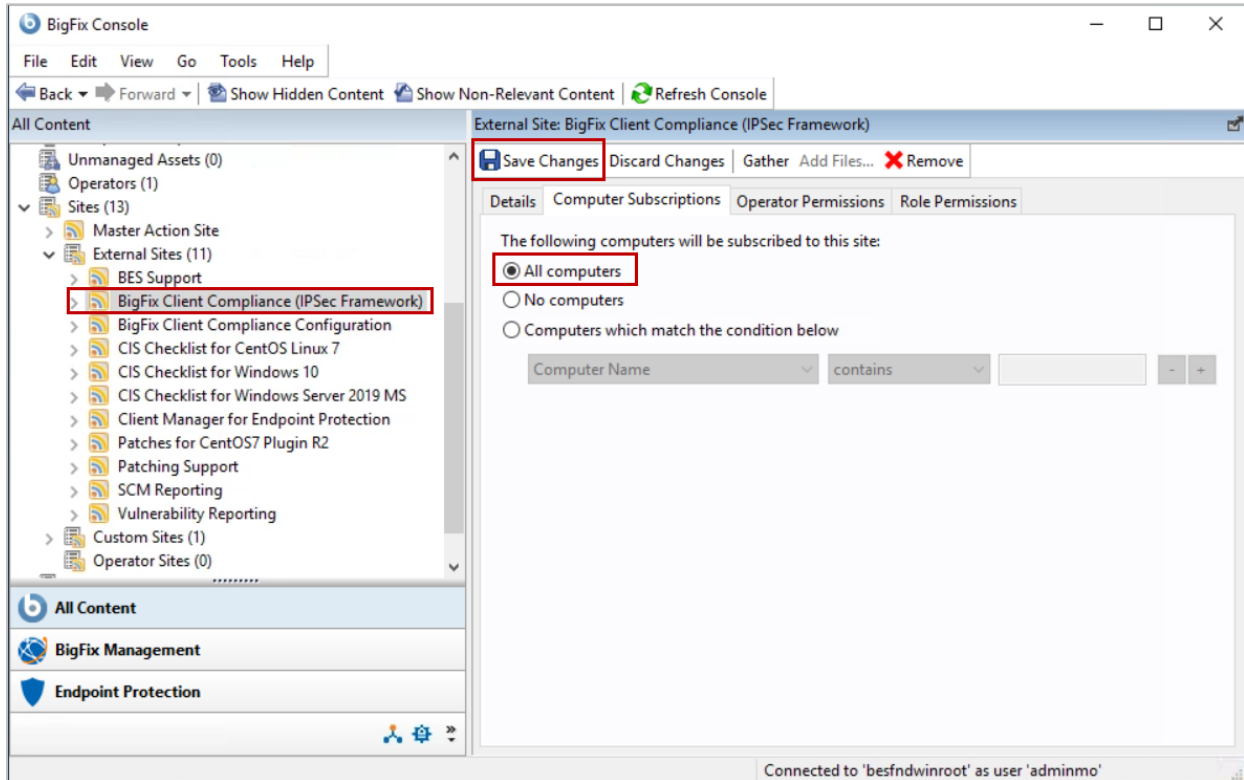 BigFix Console
File Edit View Go Tools Help
Back Forward Show Hidden Content Show Non-Relevant Content Refresh Console
All Content
Unmanaged Assets (0)
Operators (1)
Sites (13)
Master Action Site
External Sites (11)
BES Support
BigFix Client Compliance (IPSec Framework)
BigFix Client Compliance Configuration
CIS Checklist for CentOS Linux 7
CIS Checklist for Windows 10
CIS Checklist for Windows Server 2019 MS
Client Manager for Endpoint Protection
Patches for CentOS7 Plugin R2
Patching Support
SCM Reporting
Vulnerability Reporting
Custom Sites (1)
Operator Sites (0)
All Content
BigFix Management
Endpoint Protection
External Site: BigFix Client Compliance (IPSec Framework)
Save Changes Discard Changes Gather Add Files... Remove
Details Computer Subscriptions Operator Permissions Role Permissions
The following computers will be subscribed to this site:
All computers
No computers
Computers which match the condition below
Computer Name contains - +
Connected to 'besfndwinroot' as user 'adminmo'